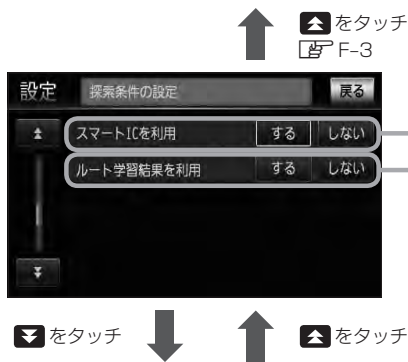 をタッチ
F-3
設定 探索条件の設定 戻る
スマートICを利用 する しない
ルート学習結果を利用 する しない
をタッチ をタッチ